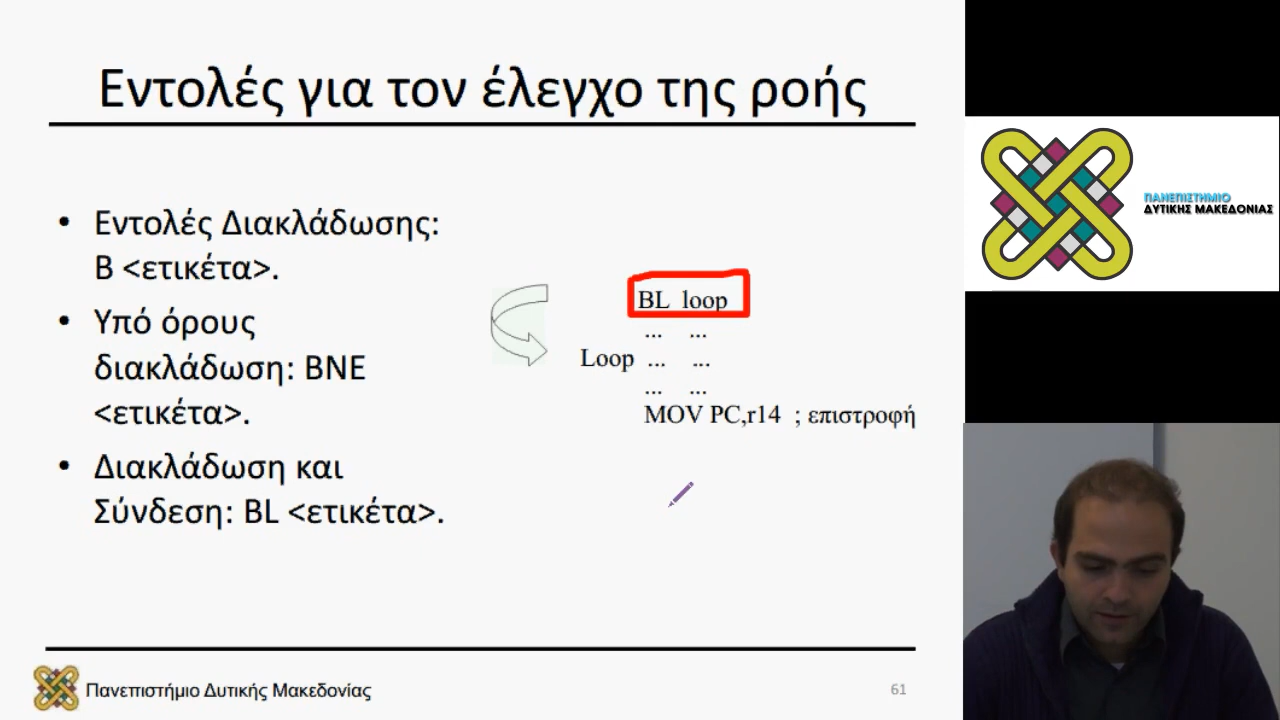 Εντολές για τον έλεγχο της ροής
• Εντολές Διακλάδωσης:
B <ετικέτα>.
• Υπό όρους
διακλάδωση: BNE
<ετικέτα>.
• Διακλάδωση και
Σύνδεση: BL <ετικέτα>.
BL loop
... ...
Loop ... ...
... ...
MOV PC,r14 ; επιστροφή
Πανεπιστήμιο Δυτικής Μακεδονίας
61
ΠΑΝΕΠΙΣΤΗΜΙΟ
ΔΥΤΙΚΗΣ ΜΑΚΕΔΟΝΙΑΣ